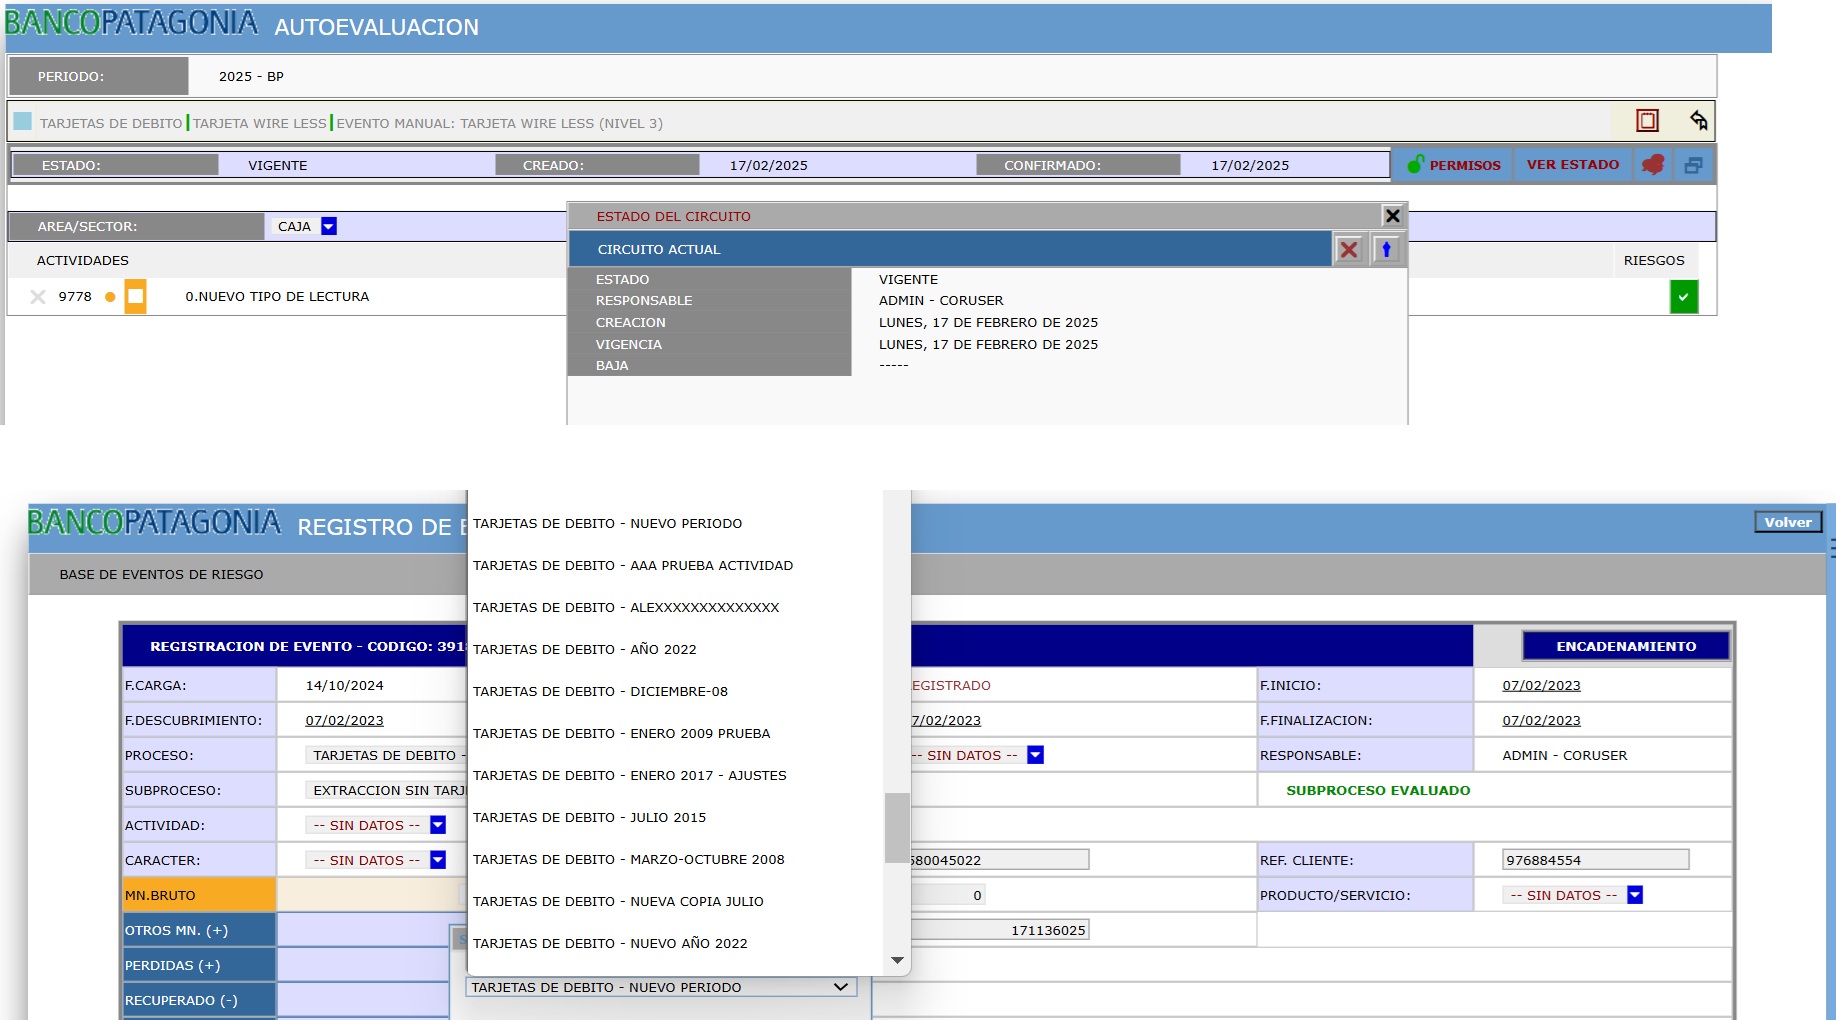 BANCOPATAGONIA AUTOEVALUACION
PERIODO: 2025 - BP
TARJETAS DE DEBITO TARJETA WIRE LESS EVENTO MANUAL: TARJETA WIRE LESS (NIVEL 3)
ESTADO: VIGENTE CREADO: 17/02/2025 CONFIRMADO: 17/02/2025 PERMISOS VER ESTADO
AREA/SECTOR: CAJA
ACTIVIDADES RIESGOS
9778 0.NUEVO TIPO DE LECTURA
ESTADO DEL CIRCUITO
CIRCUITO ACTUAL
ESTADO VIGENTE
RESPONSABLE ADMIN - CORUSER
CREACION LUNES, 17 DE FEBRERO DE 2025
VIGENCIA LUNES, 17 DE FEBRERO DE 2025
BAJA -----
BANCOPATAGONIA REGISTRO DE
Volver
BASE DE EVENTOS DE RIESGO
REGISTRACION DE EVENTO - CODIGO: 391 ENCADENAMIENTO
F.CARGA: 14/10/2024 EGISTRADO F.INICIO: 07/02/2023
F.DESCUBRIMIENTO: 07/02/2023 7/02/2023 F.FINALIZACION: 07/02/2023
PROCESO: TARJETAS DE DEBITO - -- SIN DATOS -- RESPONSABLE: ADMIN - CORUSER
SUBPROCESO: EXTRACCION SIN TARJ SUBPROCESO EVALUADO
ACTIVIDAD: -- SIN DATOS --
CARACTER: -- SIN DATOS -- 580045022 REF. CLIENTE: 976884554
MN.BRUTO 0 PRODUCTO/SERVICIO: -- SIN DATOS --
OTROS MN. (+) 171136025
PERDIDAS (+)
RECUPERADO (-)
TARJETAS DE DEBITO - NUEVO PERIODO
TARJETAS DE DEBITO - AAA PRUEBA ACTIVIDAD
TARJETAS DE DEBITO - ALEXXXXXXXXXXXXXX
TARJETAS DE DEBITO - AÑO 2022
TARJETAS DE DEBITO - DICIEMBRE-08
TARJETAS DE DEBITO - ENERO 2009 PRUEBA
TARJETAS DE DEBITO - ENERO 2017 - AJUSTES
TARJETAS DE DEBITO - JULIO 2015
TARJETAS DE DEBITO - MARZO-OCTUBRE 2008
TARJETAS DE DEBITO - NUEVA COPIA JULIO
TARJETAS DE DEBITO - NUEVO AÑO 2022
TARJETAS DE DEBITO - NUEVO PERIODO